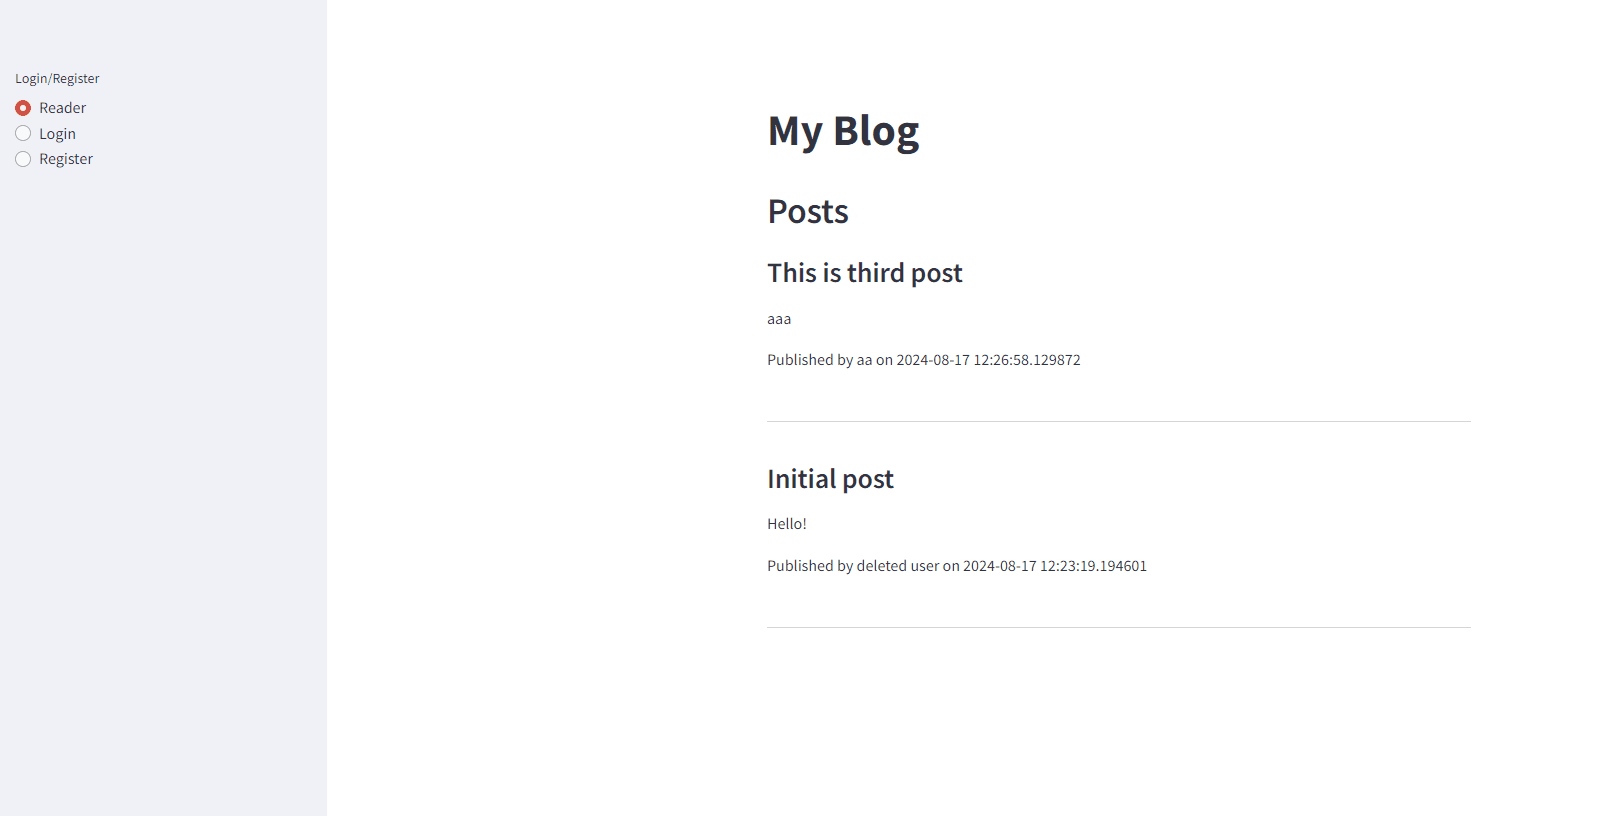 Login/Register
Reader
Login
Register
My Blog
Posts
This is third post
aaa
Published by aa on 2024-08-17 12:26:58.129872
Initial post
Hello!
Published by deleted user on 2024-08-17 12:23:19.194601